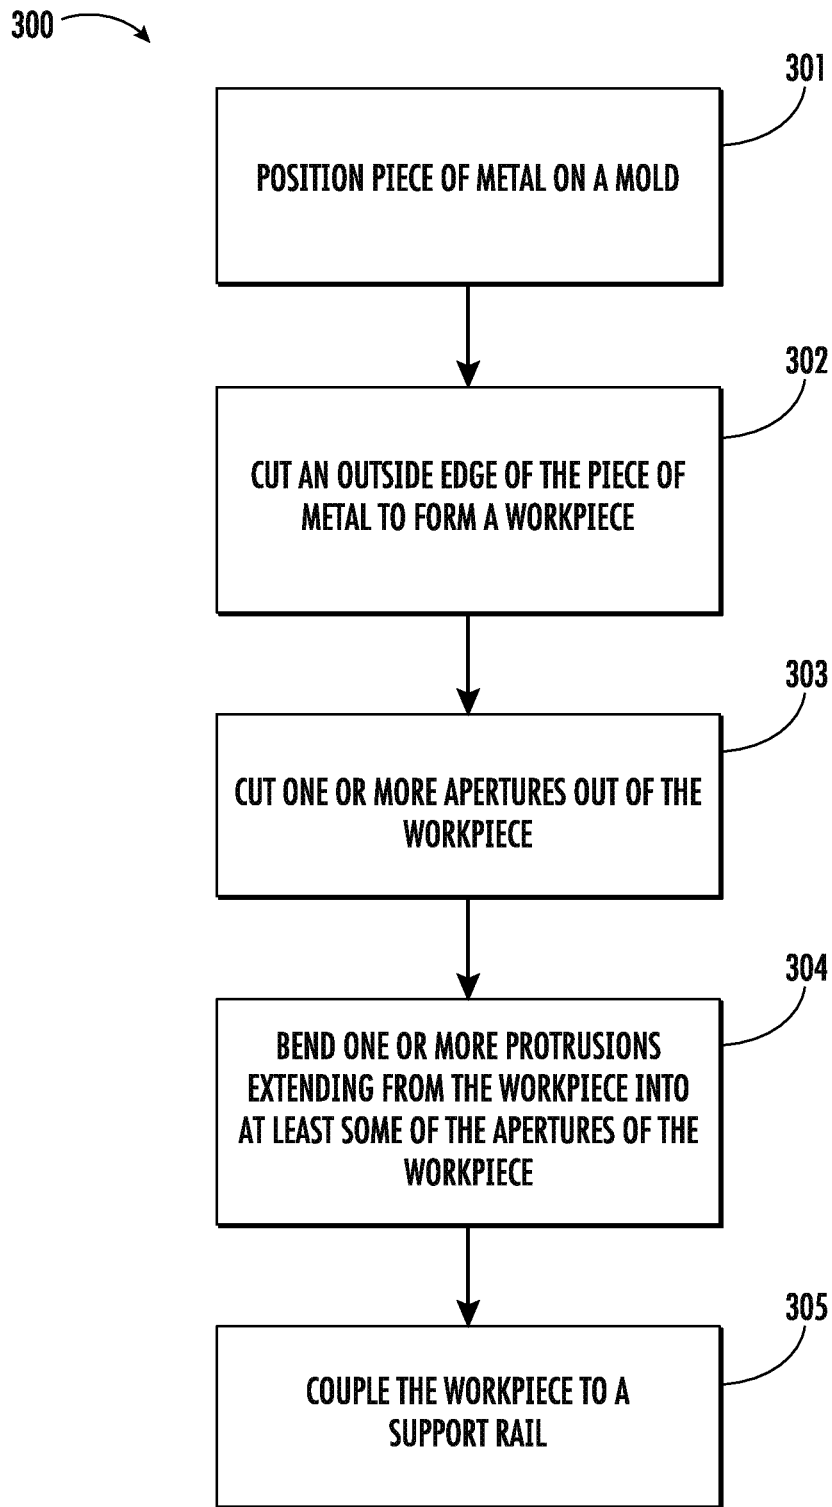 300
301
POSITION PIECE OF METAL ON A MOLD
302
CUT AN OUTSIDE EDGE OF THE PIECE OF
METAL TO FORM A WORKPIECE
303
CUT ONE OR MORE APERTURES OUT OF THE
WORKPIECE
304
BEND ONE OR MORE PROTRUSIONS
EXTENDING FROM THE WORKPIECE INTO
AT LEAST SOME OF THE APERTURES OF THE
WORKPIECE
305
COUPLE THE WORKPIECE TO A
SUPPORT RAIL